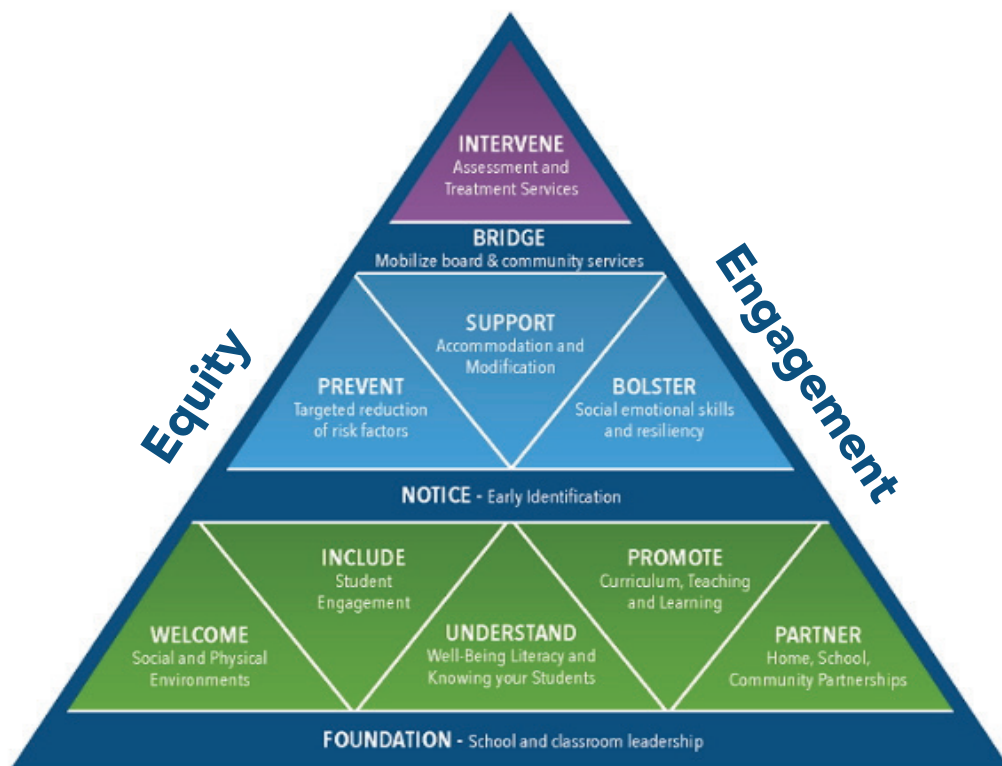 INTERVENE
Assessment and
Treatment Services
BRIDGE
Mobilize board & community services
Equity
Engagement
SUPPORT
Accommodation and
Modification
PREVENT
Targeted reduction
of risk factors
BOLSTER
Social emotional skills
and resiliency
NOTICE - Early Identification
INCLUDE
Student
Engagement
PROMOTE
Curriculum, Teaching
and Learning
WELCOME
Social and Physical
Environments
UNDERSTAND
Well-Being Literacy and
Knowing your Students
PARTNER
Home, School,
Community Partnerships
FOUNDATION - School and classroom leadership